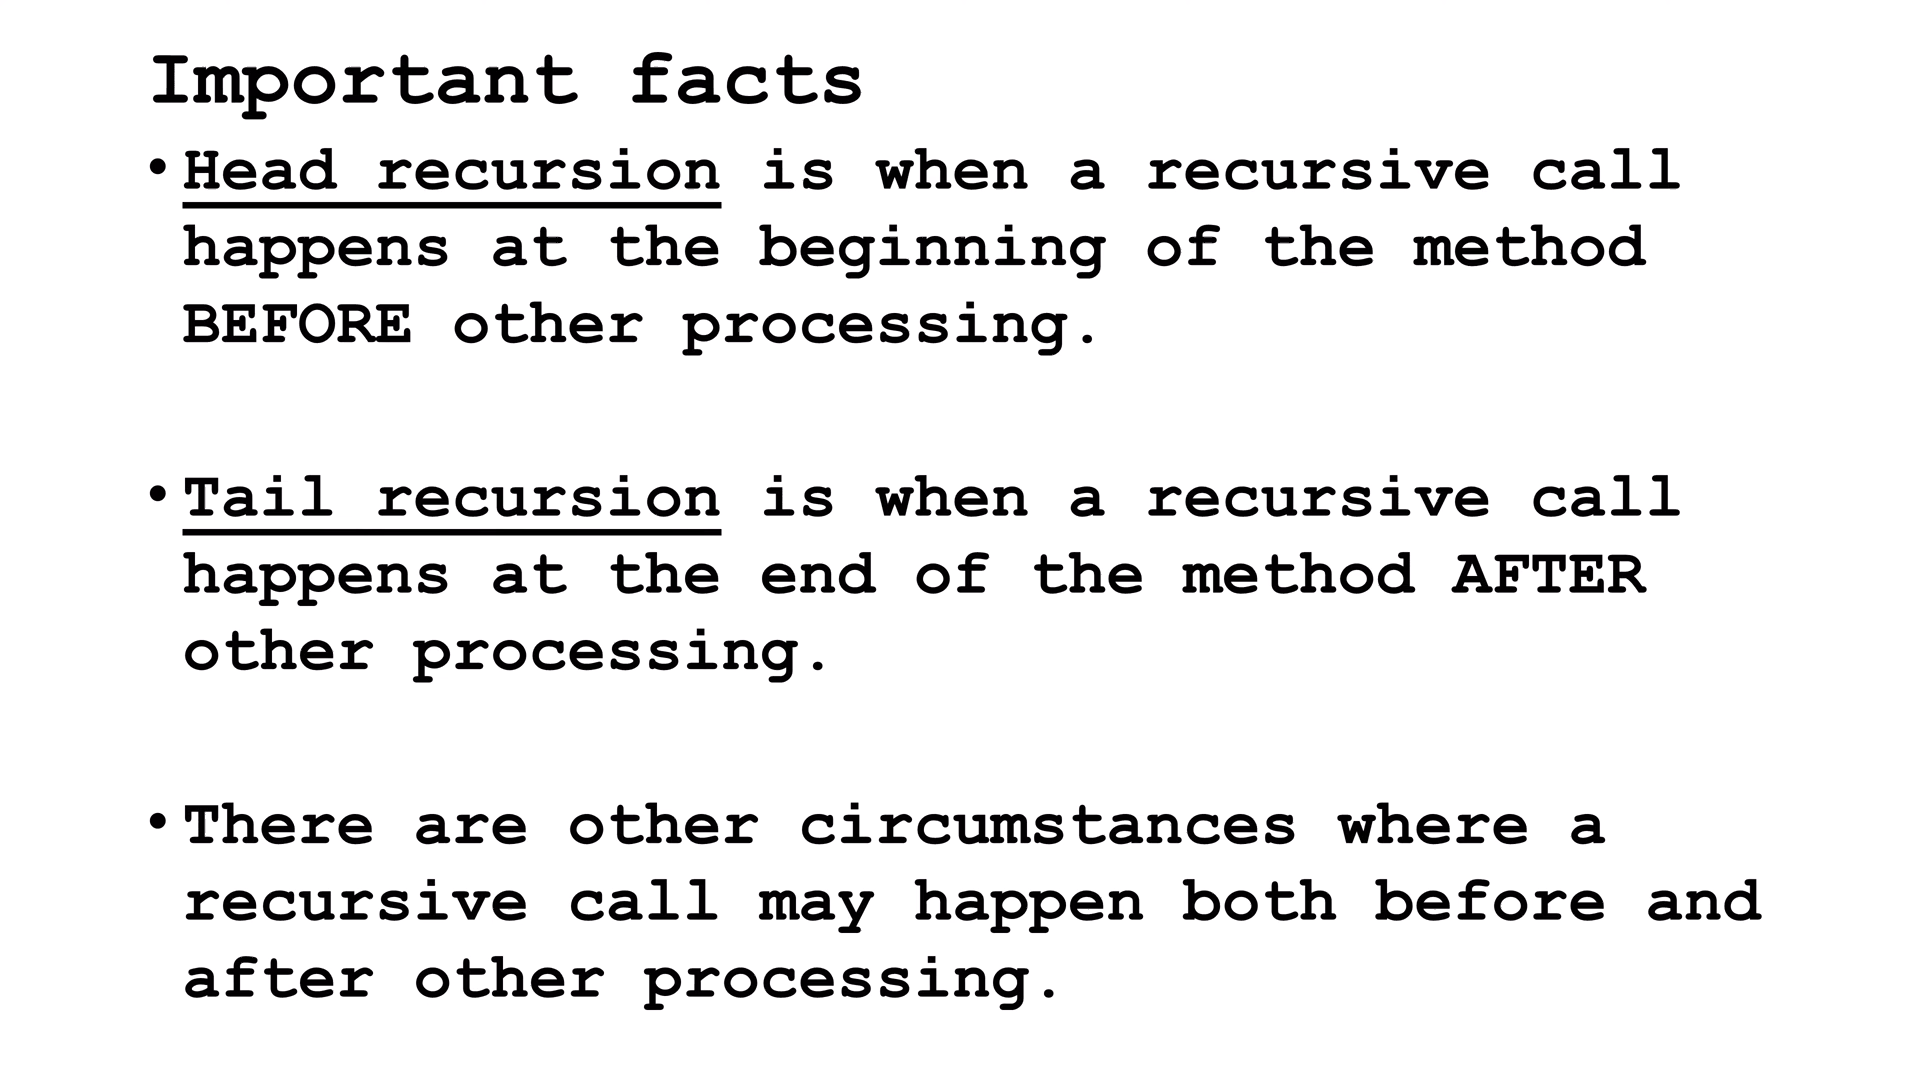 Important facts
• Head recursion is when a recursive call
happens at the beginning of the method
BEFORE other processing.
• Tail recursion is when a recursive call
happens at the end of the method AFTER
other processing.
• There are other circumstances where a
recursive call may happen both before and
after other processing.